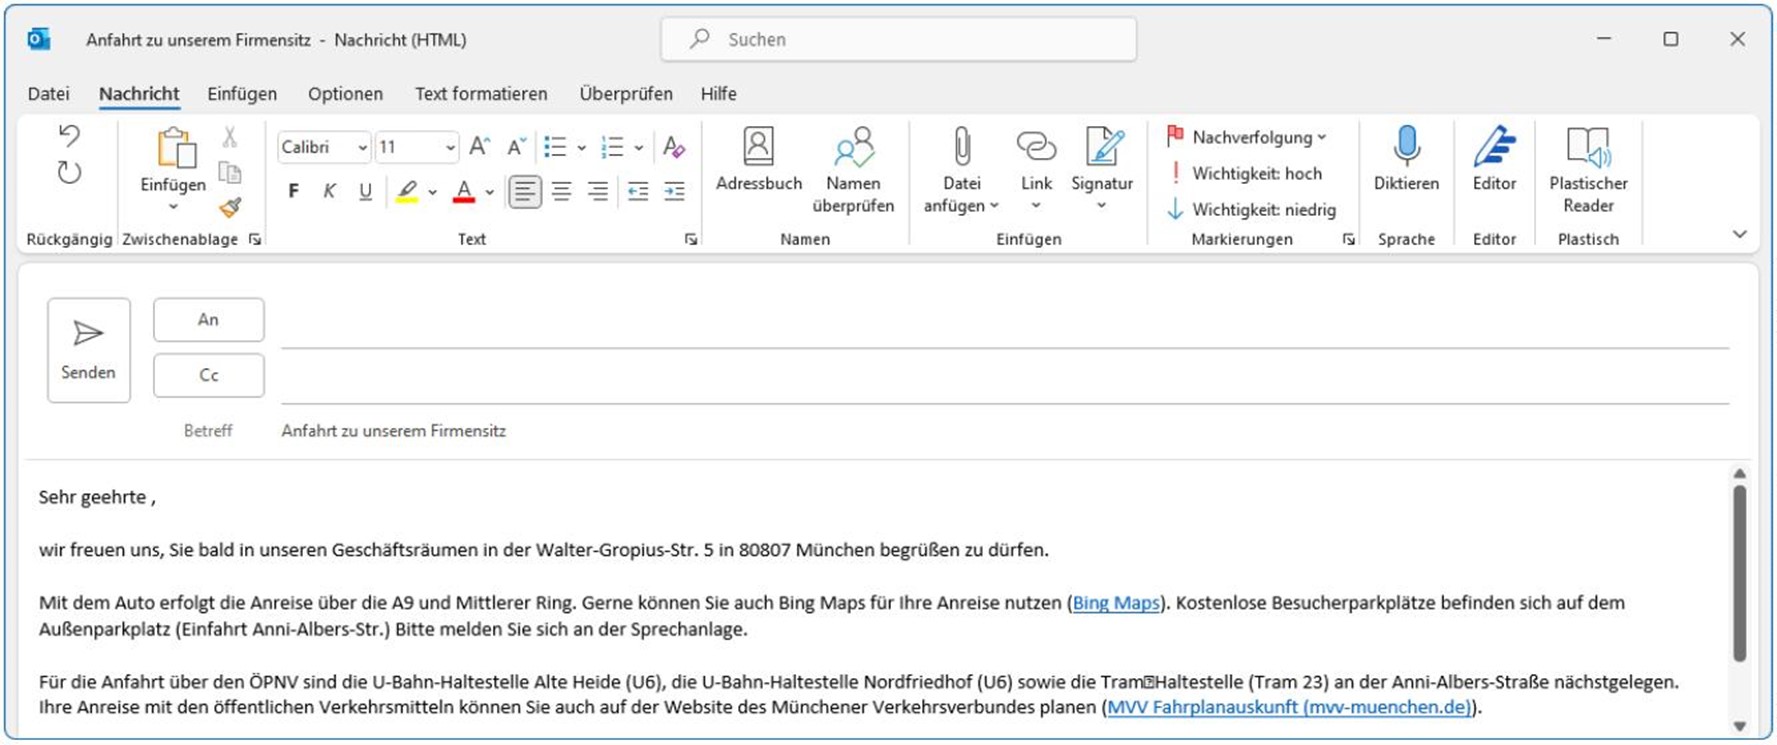 Anfahrt zu unserem Firmensitz - Nachricht (HTML)
Suchen
Datei Nachricht Einfügen Optionen Text formatieren Überprüfen Hilfe
Calibri 11
Einfügen
F K U
Adressbuch
Namen überprüfen
Datei anfügen
Link
Signatur
Nachverfolgung
Wichtigkeit: hoch
Wichtigkeit: niedrig
Diktieren
Editor
Plastischer Reader
Rückgängig Zwischenablage Text Namen Einfügen Markierungen Sprache Editor Plastisch
Senden
An
Cc
Betreff Anfahrt zu unserem Firmensitz
Sehr geehrte ,
wir freuen uns, Sie bald in unseren Geschäftsräumen in der Walter-Gropius-Str. 5 in 80807 München begrüßen zu dürfen.
Mit dem Auto erfolgt die Anreise über die A9 und Mittlerer Ring. Gerne können Sie auch Bing Maps für Ihre Anreise nutzen (Bing Maps). Kostenlose Besucherparkplätze befinden sich auf dem
Außenparkplatz (Einfahrt Anni-Albers-Str.) Bitte melden Sie sich an der Sprechanlage.
Für die Anfahrt über den ÖPNV sind die U-Bahn-Haltestelle Alte Heide (U6), die U-Bahn-Haltestelle Nordfriedhof (U6) sowie die Tram�Haltestelle (Tram 23) an der Anni-Albers-Straße nächstgelegen.
Ihre Anreise mit den öffentlichen Verkehrsmitteln können Sie auch auf der Website des Münchener Verkehrsverbundes planen (MVV Fahrplanauskunft (mvv-muenchen.de)).